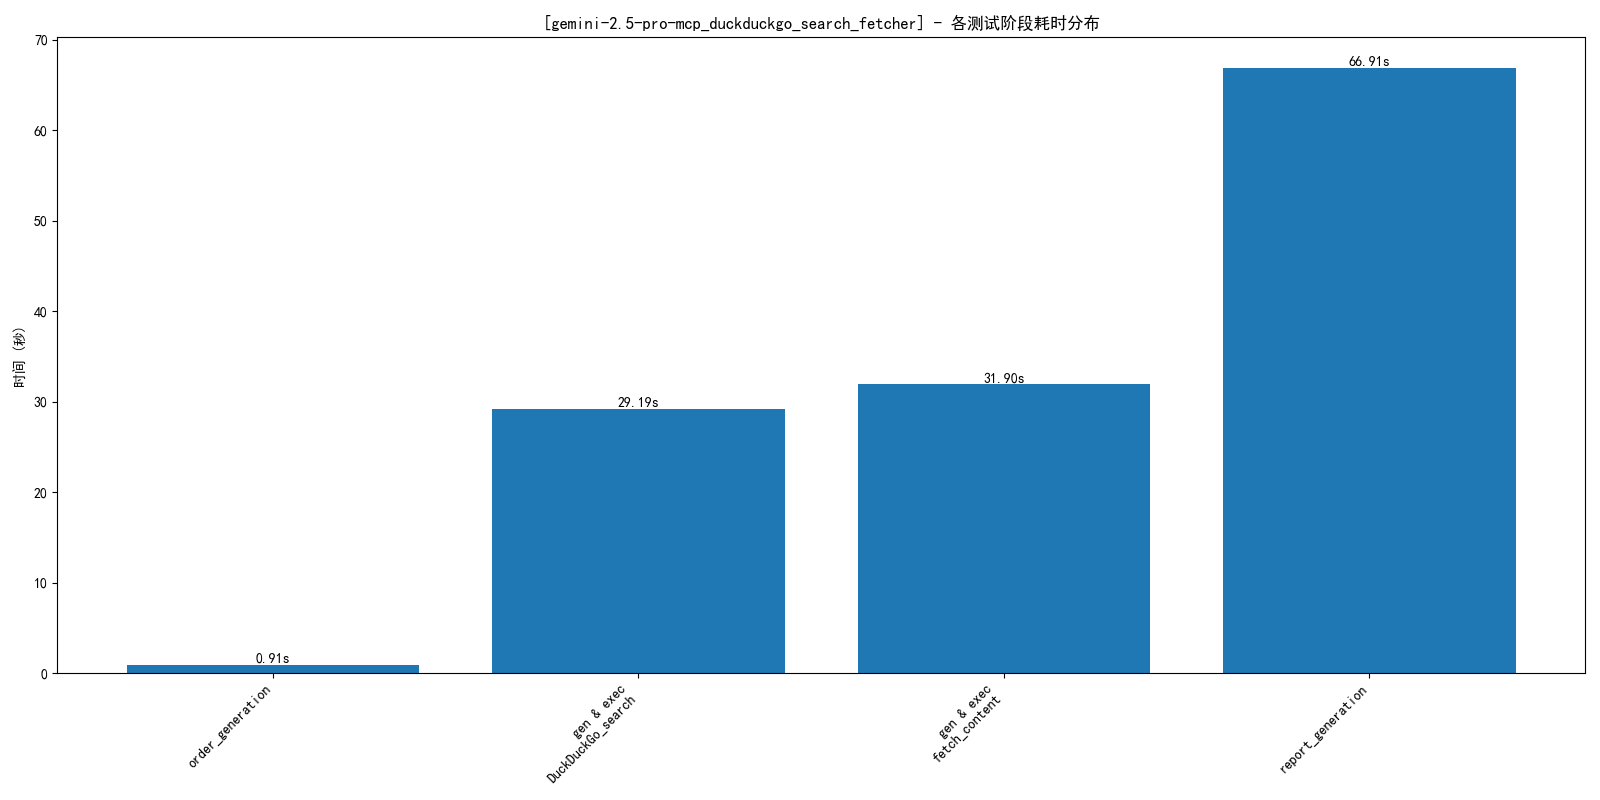 [gemini-2.5-pro-mcp_duckduckgo_search_fetcher] - 各测试阶段耗时分布
时间 (秒)
70
60
50
40
30
20
10
0
0.91s
29.19s
31.90s
66.91s
order_generation
gen & exec
DuckDuckGo_search
gen & exec
fetch_content
report_generation